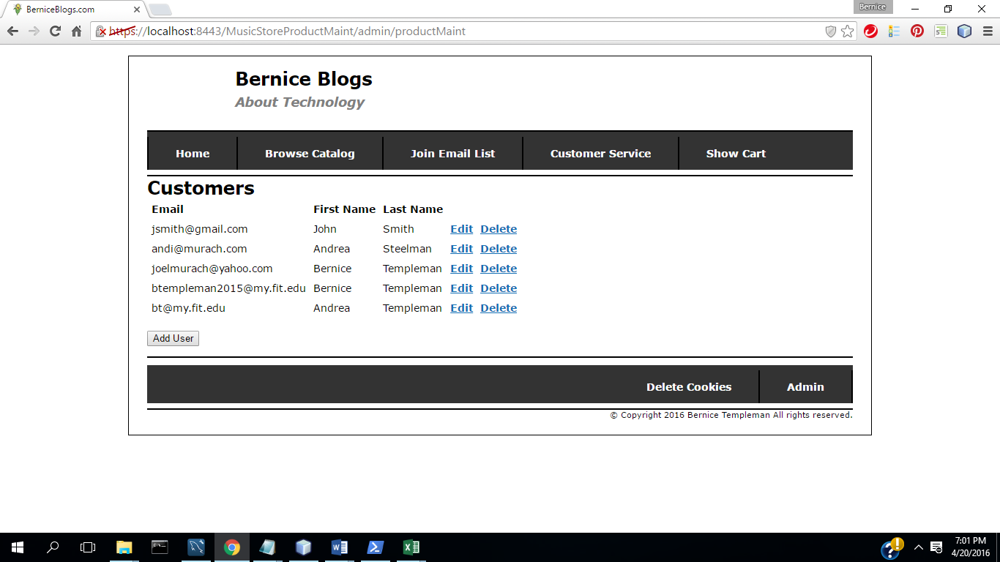 BerniceBlogs.com
Bernice
https://localhost:8443/MusicStoreProductMaint/admin/productMaint
Bernice Blogs
About Technology
Home Browse Catalog Join Email List Customer Service Show Cart
Customers
Email First Name Last Name
jsmith@gmail.com John Smith Edit Delete
andi@murach.com Andrea Steelman Edit Delete
joelmurach@yahoo.com Bernice Templeman Edit Delete
btempleman2015@my.fit.edu Bernice Templeman Edit Delete
bt@my.fit.edu Andrea Templeman Edit Delete
Add User
Delete Cookies Admin
© Copyright 2016 Bernice Templeman All rights reserved.
7:01 PM
4/20/2016